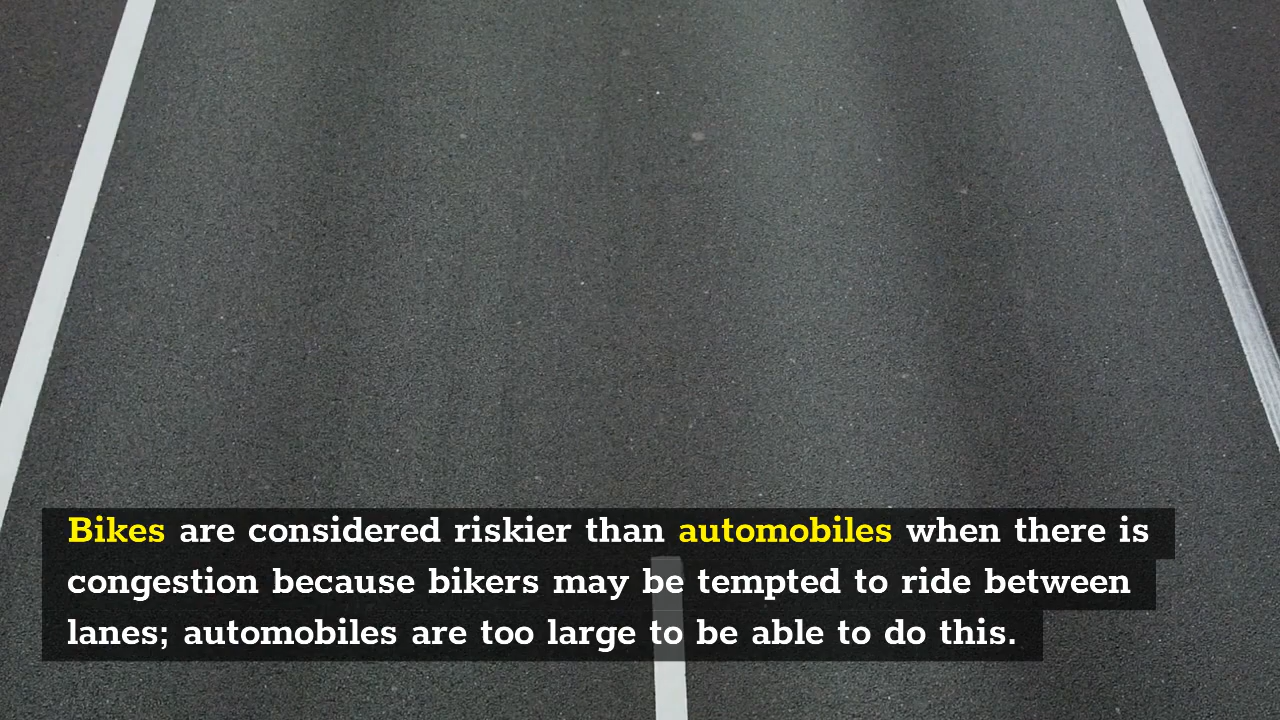 Bikes are considered riskier than automobiles when there is
congestion because bikers may be tempted to ride between
lanes; automobiles are too large to be able to do this.